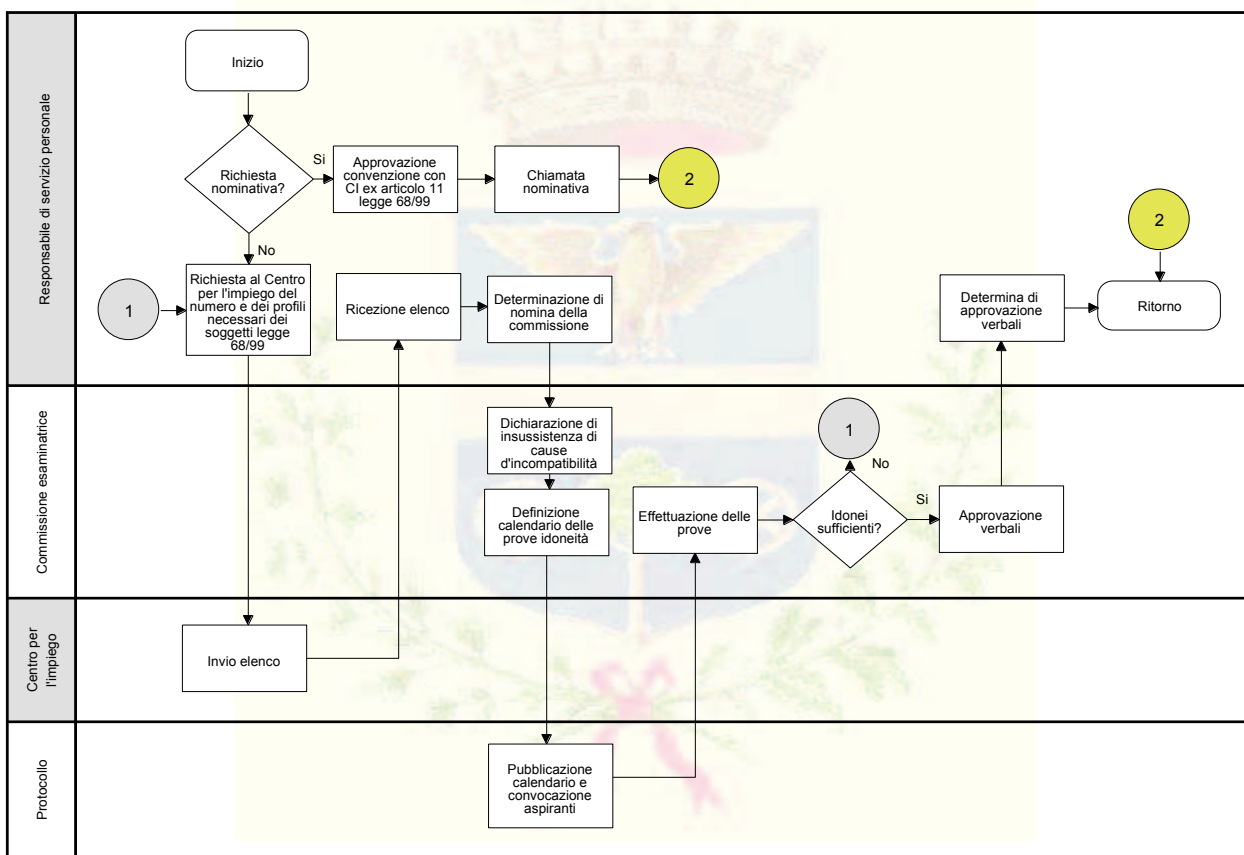 Responsabile di servizio personale
Inizio
Richiesta
nominativa?
Si
Approvazione
convenzione con
CI ex articolo 11
legge 68/99
Chiamata
nominativa
2
No
1
Richiesta al Centro
per l'impiego del
numero e dei profili
necessari dei
soggetti legge
68/99
Ricezione elenco
Determinazione di
nomina della
commissione
Determina di
approvazione
verbali
2
Ritorno
Commissione esaminatrice
Dichiarazione di
insussistenza di
cause
d'incompatibilità
Definizione
calendario delle
prove idoneità
Effettuazione delle
prove
1
No
Idonei
sufficienti?
Si
Approvazione
verbali
Centro per
l'impiego
Invio elenco
Protocollo
Pubblicazione
calendario e
convocazione
aspiranti